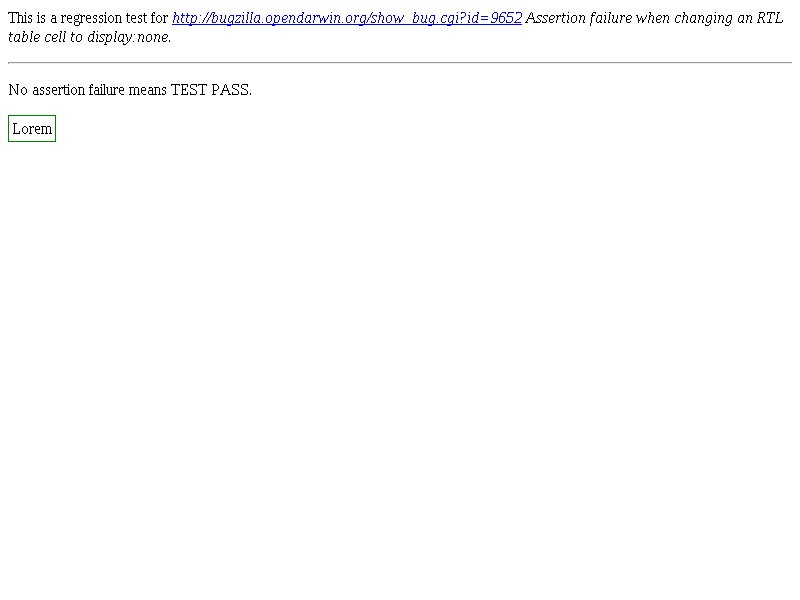 This is a regression test for http://bugzilla.opendarwin.org/show_bug.cgi?id=9652 Assertion failure when changing an RTL
table cell to display:none.
No assertion failure means TEST PASS.
Lorem